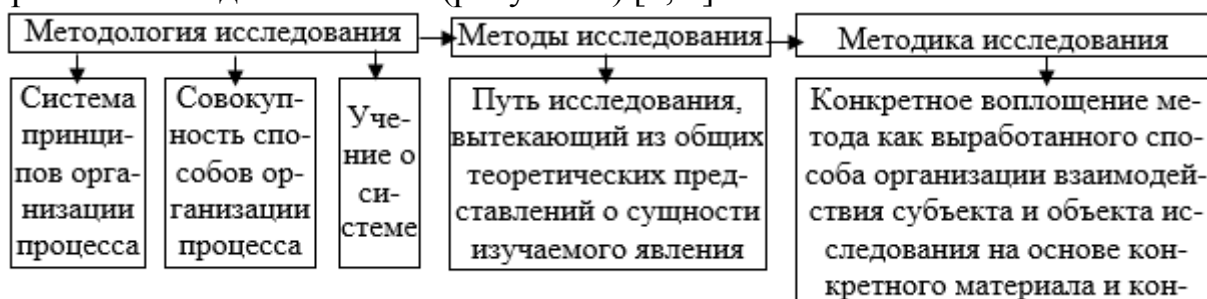 Методология исследования
Методы исследования
Методика исследования
Система
принци-
пов орга-
низации
процесса
Совокуп-
ность спо-
собов ор-
ганизации
процесса
Уче-
ние о
си-
стеме
Путь исследования,
вытекающий из общих
теоретических пред-
ставлений о сущности
изучаемого явления
Конкретное воплощение ме-
тода как выработанного спо-
соба организации взаимодей-
ствия субъекта и объекта ис-
следования на основе кон-
кретного материала и кон-